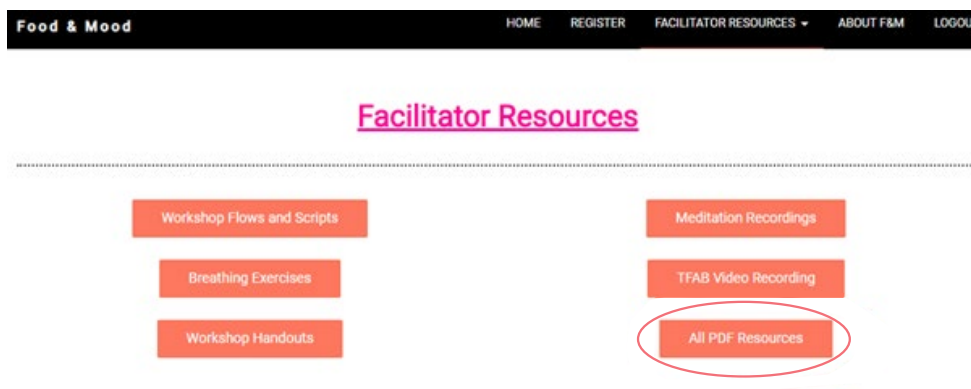 Food & Mood
HOME REGISTER FACILITATOR RESOURCES ABOUT F&M LOGOU
Facilitator Resources
Workshop Flows and Scripts
Meditation Recordings
Breathing Exercises
TFAB Video Recording
Workshop Handouts
All PDF Resources